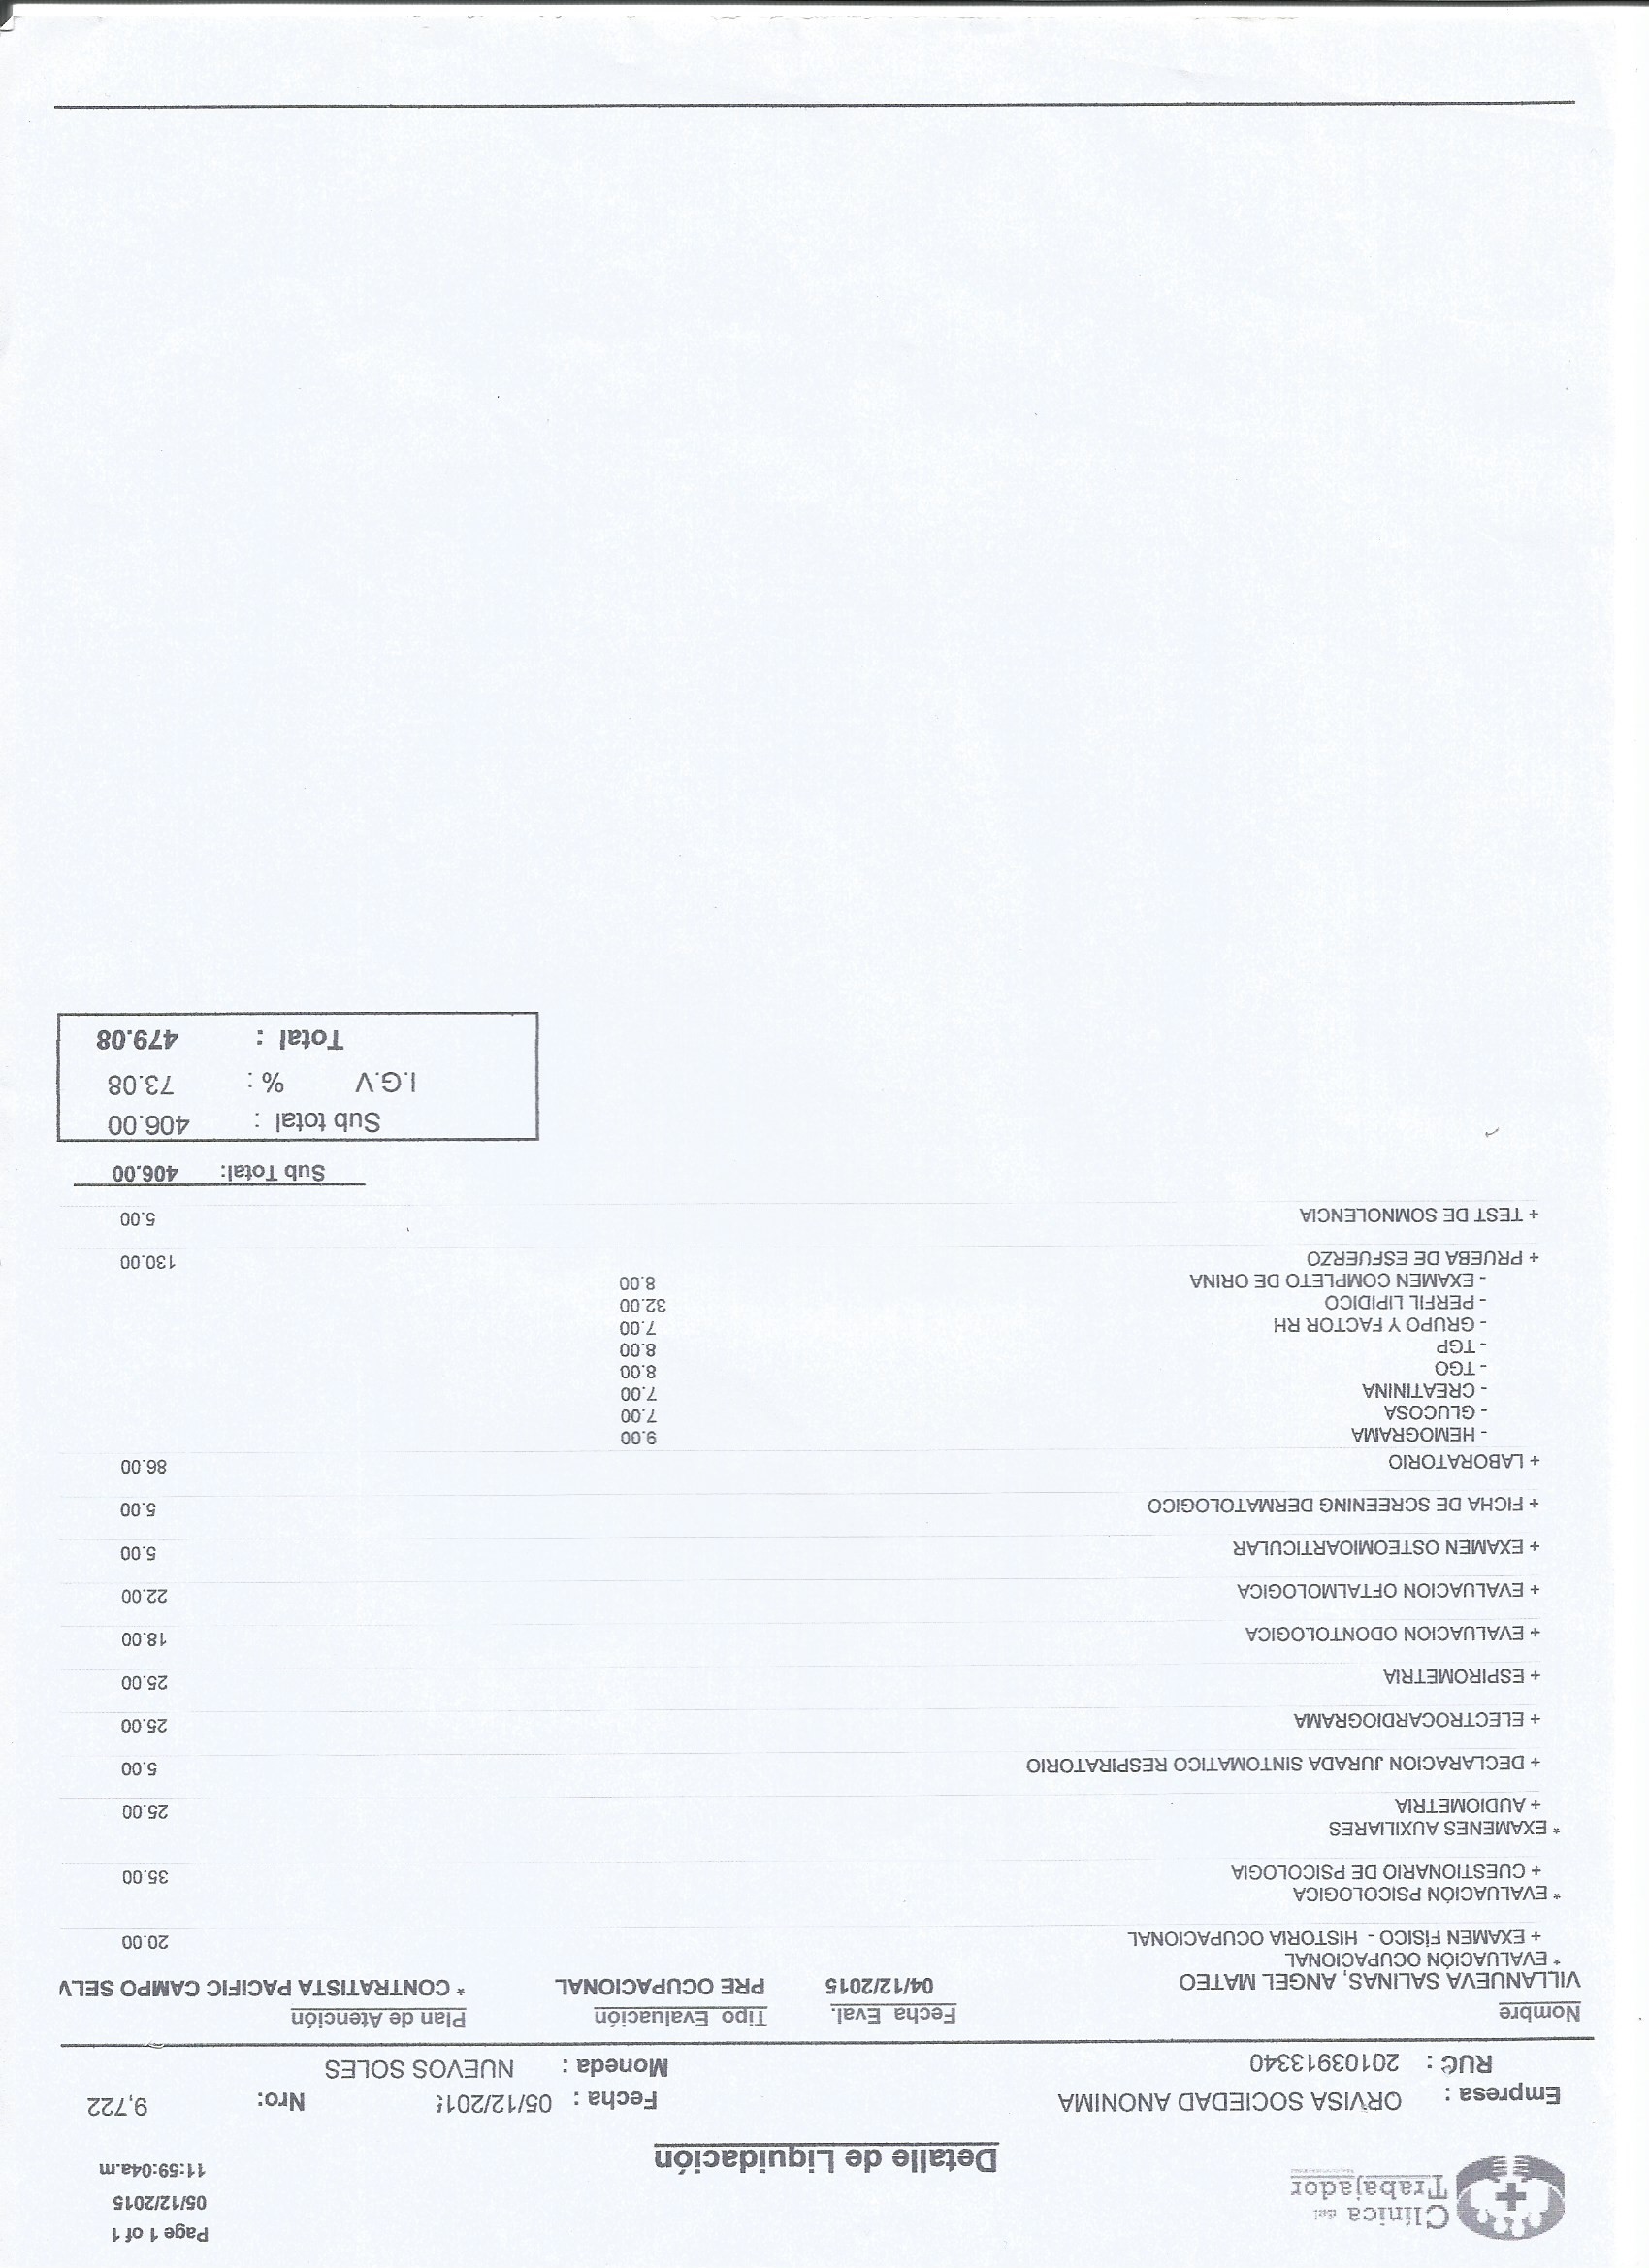 Clínica del
Trabajador
Page 1 of 1
05/12/2015
11:59:04a.m
Detalle de Liquidación
Empresa : ORVISA SOCIEDAD ANONIMA Fecha : 05/12/2015 Nro: 9,722
RUC : 20103913340 Moneda : NUEVOS SOLES
Nombre Fecha Eval. Tipo Evaluación Plan de Atención
VILLANUEVA SALINAS, ANGEL MATEO 04/12/2015 PRE OCUPACIONAL * CONTRATISTA PACIFIC CAMPO SELV
* EVALUACIÓN OCUPACIONAL
+ EXAMEN FÍSICO - HISTORIA OCUPACIONAL 20.00
* EVALUACIÓN PSICOLOGICA
+ CUESTIONARIO DE PSICOLOGIA 35.00
* EXAMENES AUXILIARES
+ AUDIOMETRIA 25.00
+ DECLARACION JURADA SINTOMATICO RESPIRATORIO 5.00
+ ELECTROCARDIOGRAMA 25.00
+ ESPIROMETRIA 25.00
+ EVALUACION ODONTOLOGICA 18.00
+ EVALUACION OFTALMOLOGICA 22.00
+ EXAMEN OSTEOMIOARTICULAR 5.00
+ FICHA DE SCREENING DERMATOLOGICO 5.00
+ LABORATORIO 86.00
- HEMOGRAMA 9.00
- GLUCOSA 7.00
- CREATININA 7.00
- TGO 8.00
- TGP 8.00
- GRUPO Y FACTOR RH 7.00
- PERFIL LIPIDICO 32.00
- EXAMEN COMPLETO DE ORINA 8.00
+ PRUEBA DE ESFUERZO 130.00
+ TEST DE SOMNOLENCIA 5.00
Sub Total: 406.00
Sub total : 406.00
I.G.V % : 73.08
Total : 479.08